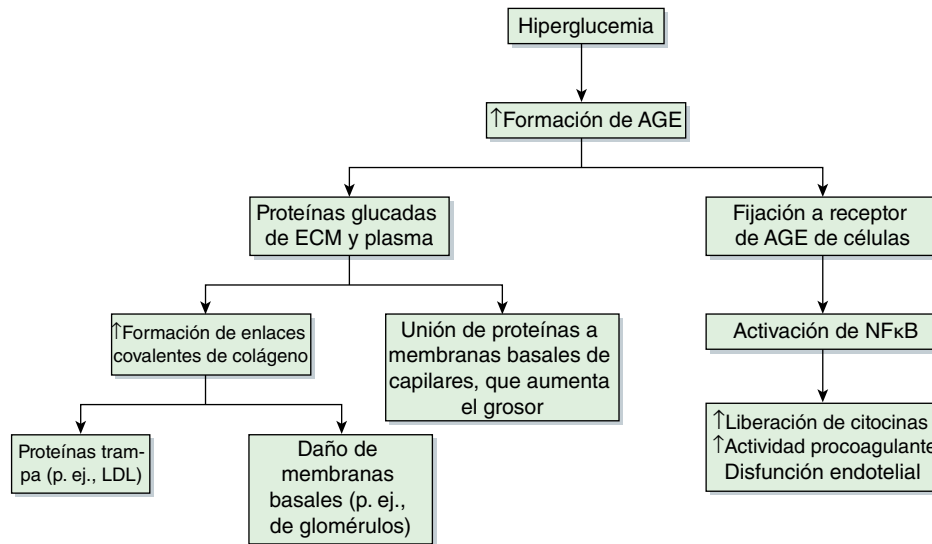 Hiperglucemia
↑Formación de AGE
Proteínas glucadas
de ECM y plasma
Fijación a receptor
de AGE de células
↑Formación de enlaces
covalentes de colágeno
Unión de proteínas a
membranas basales de
capilares, que aumenta
el grosor
Activación de NFκB
Proteínas tram-
pa (p. ej., LDL)
Daño de
membranas
basales (p. ej.,
de glomérulos)
↑Liberación de citocinas
↑Actividad procoagulante
Disfunción endotelial